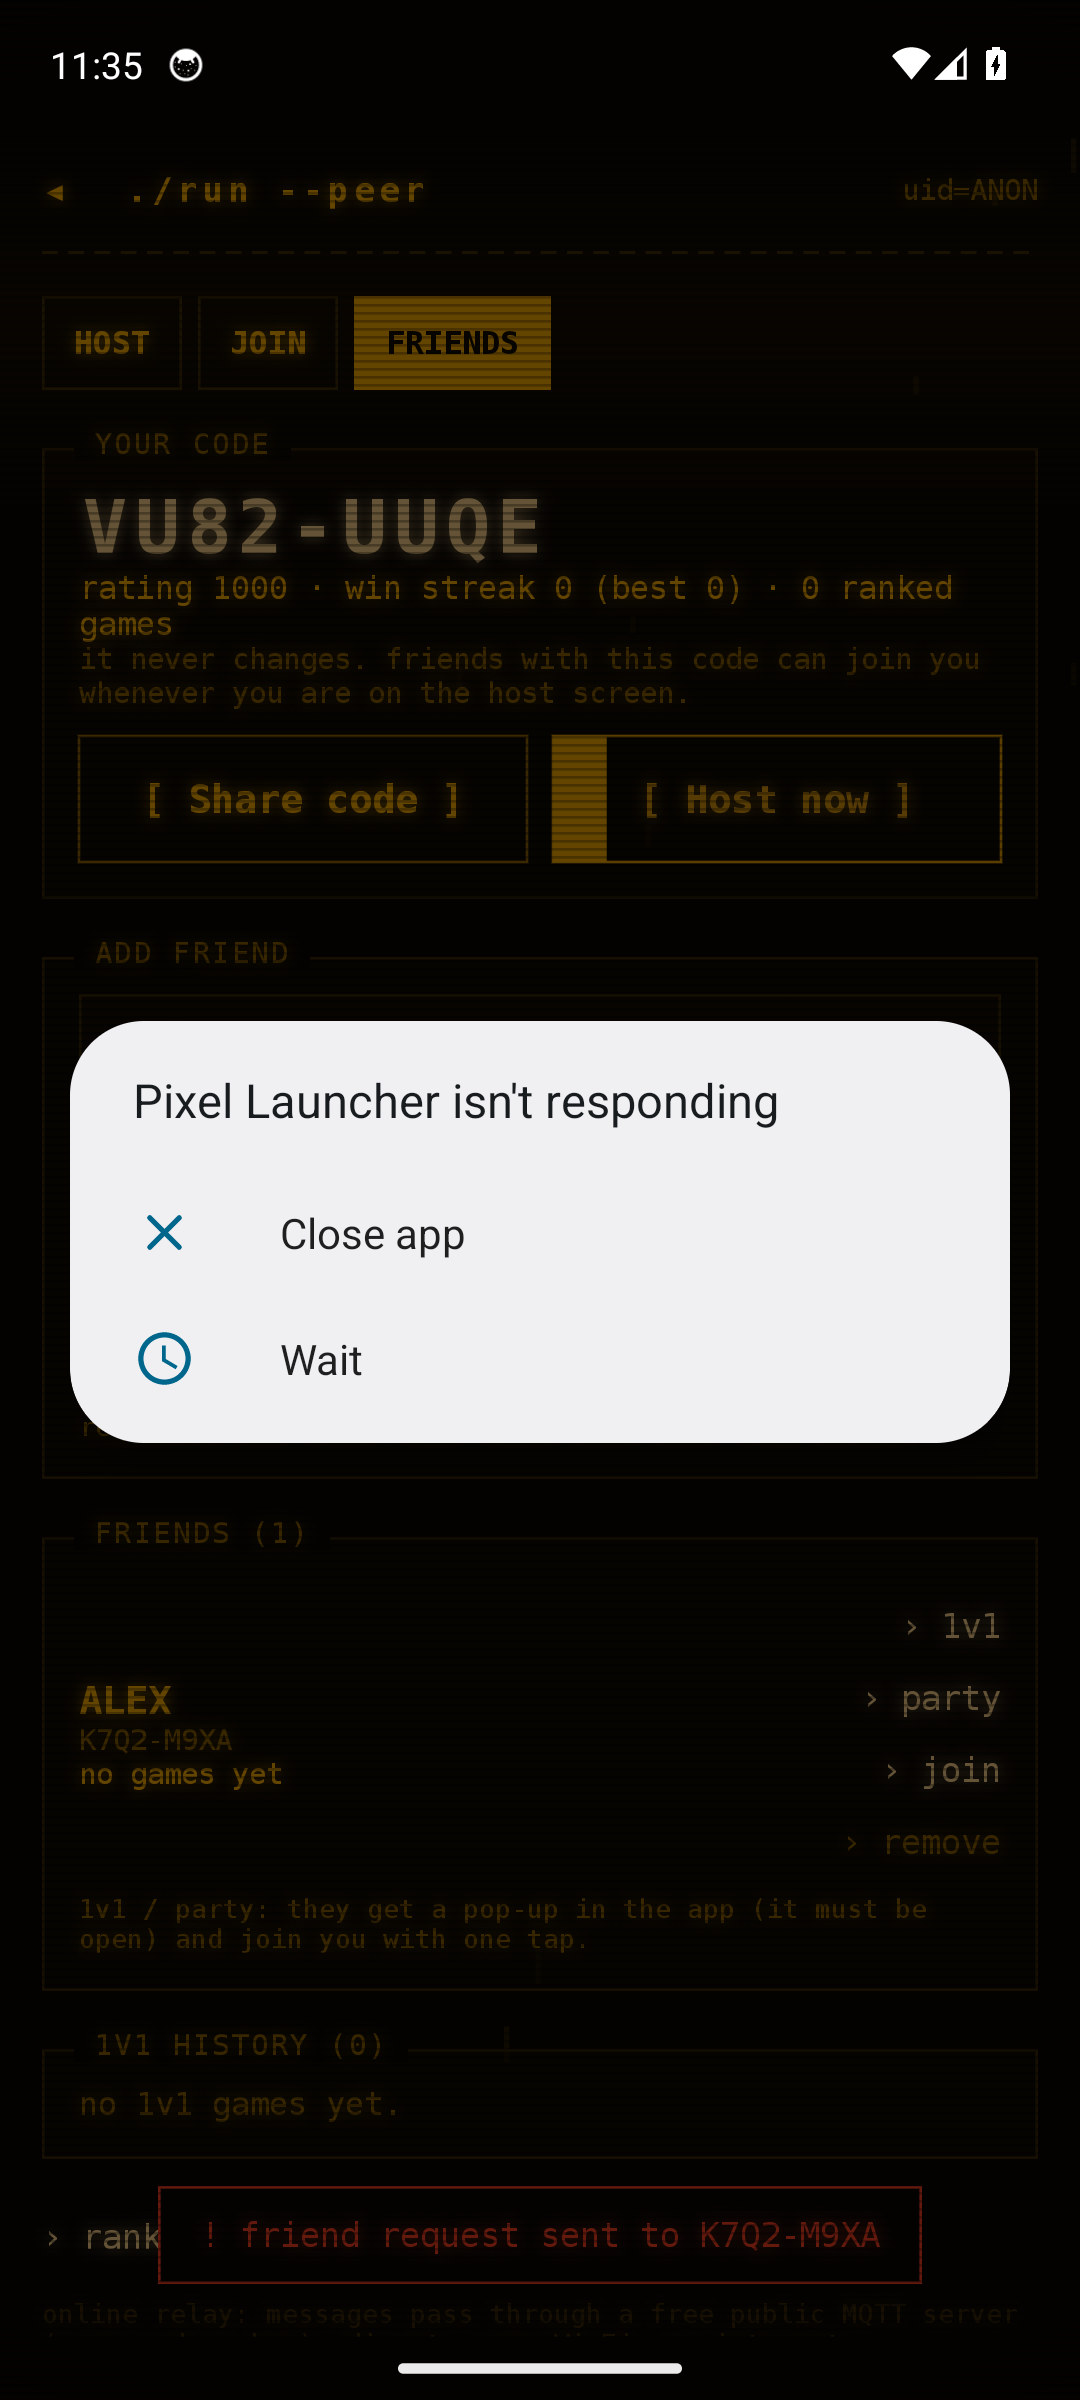 11:35
◂ ./run --peer uid=ANON
HOST JOIN FRIENDS
YOUR CODE
VU82-UUQE
rating 1000 · win streak 0 (best 0) · 0 ranked
games
it never changes. friends with this code can join you
whenever you are on the host screen.
[ Share code ] [ Host now ]
ADD FRIEND
Pixel Launcher isn't responding
Close app
Wait
FRIENDS (1)
› 1v1
ALEX
› party
K7Q2-M9XA
no games yet
› join
› remove
1v1 / party: they get a pop-up in the app (it must be
open) and join you with one tap.
1V1 HISTORY (0)
no 1v1 games yet.
› rank
! friend request sent to K7Q2-M9XA
online relay: messages pass through a free public MQTT server